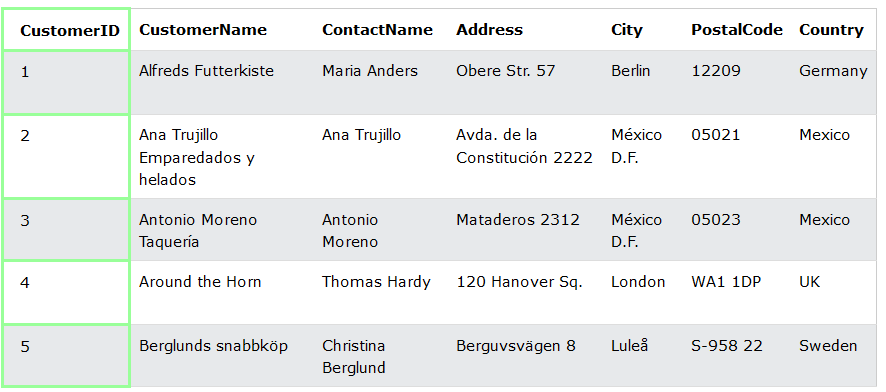 CustomerID CustomerName ContactName Address City PostalCode Country
1 Alfreds Futterkiste Maria Anders Obere Str. 57 Berlin 12209 Germany
2 Ana Trujillo Ana Trujillo Avda. de la México 05021 Mexico
Emparedados y Constitución 2222 D.F.
helados
3 Antonio Moreno Antonio Mataderos 2312 México 05023 Mexico
Taquería Moreno D.F.
4 Around the Horn Thomas Hardy 120 Hanover Sq. London WA1 1DP UK
5 Berglunds snabbköp Christina Berguvsvägen 8 Luleå S-958 22 Sweden
Berglund